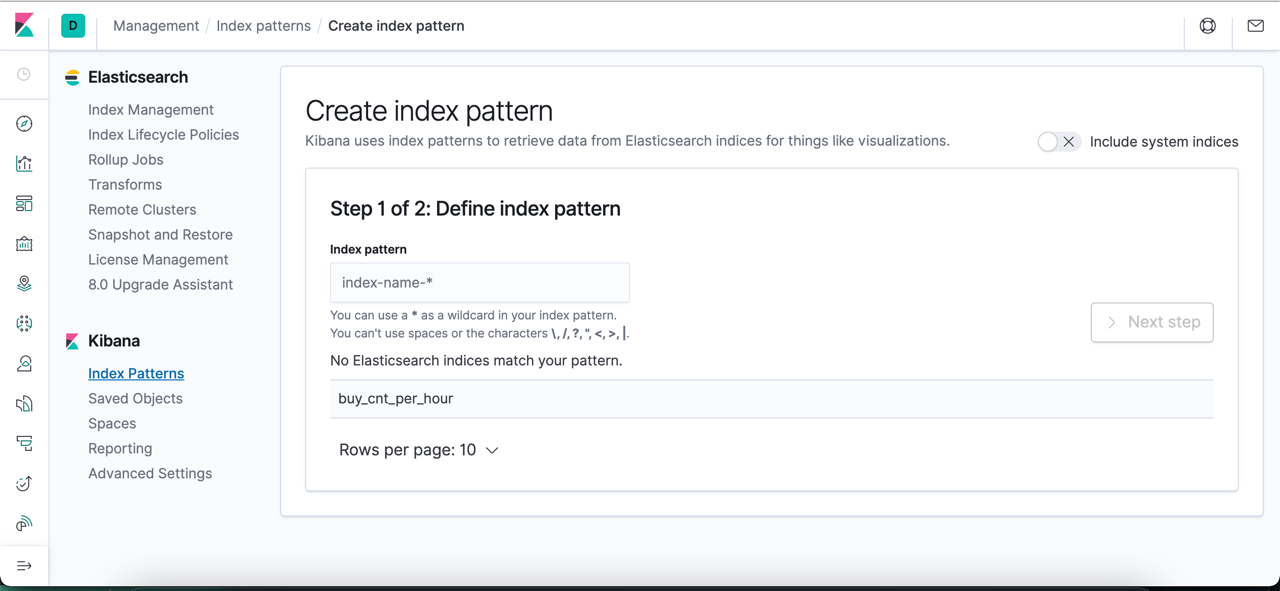 D Management / Index patterns / Create index pattern
Elasticsearch
Index Management
Index Lifecycle Policies
Rollup Jobs
Transforms
Remote Clusters
Snapshot and Restore
License Management
8.0 Upgrade Assistant
Kibana
Index Patterns
Saved Objects
Spaces
Reporting
Advanced Settings
Create index pattern
Kibana uses index patterns to retrieve data from Elasticsearch indices for things like visualizations.
Include system indices
Step 1 of 2: Define index pattern
Index pattern
index-name-*
You can use a * as a wildcard in your index pattern.
You can't use spaces or the characters \, /, ?, ", <, >, |.
Next step
No Elasticsearch indices match your pattern.
buy_cnt_per_hour
Rows per page: 10